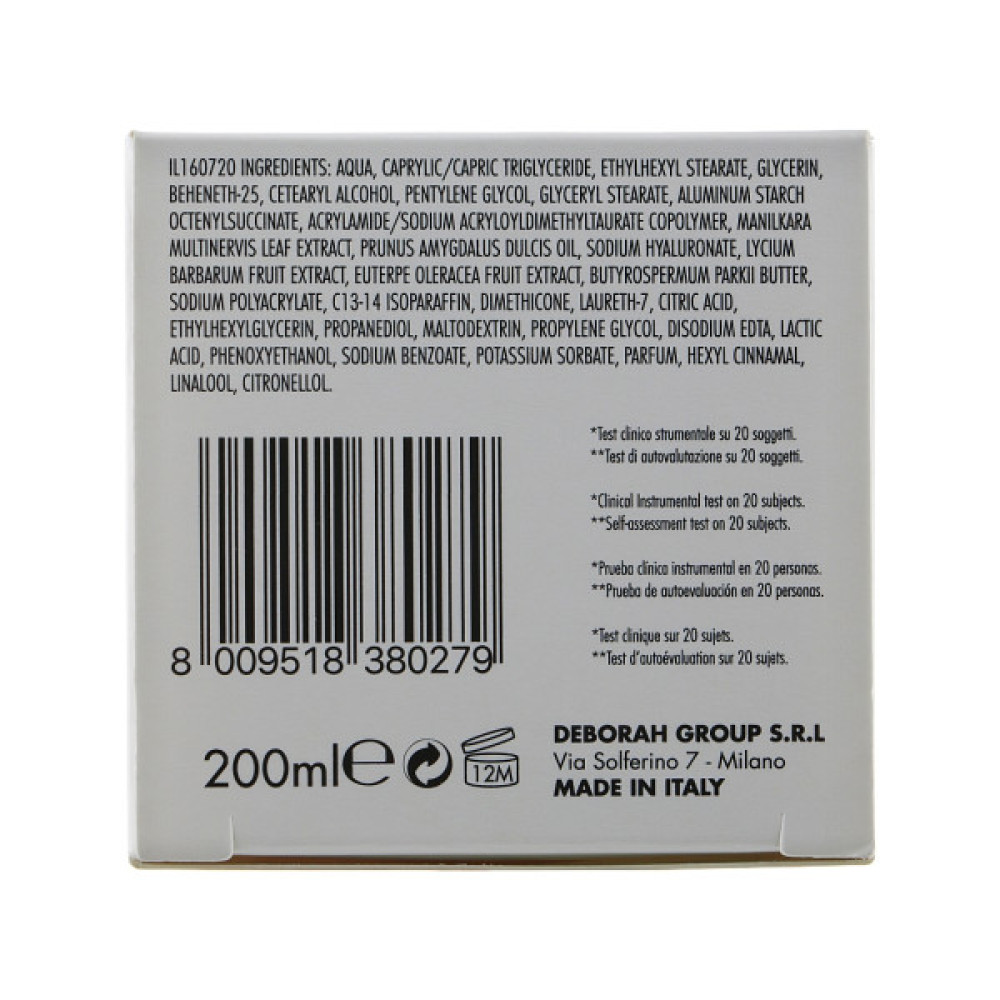 IL160720 INGREDIENTS: AQUA, CAPRYLIC/CAPRIC TRIGLYCERIDE, ETHYLHEXYL STEARATE, GLYCERIN,
BEHENETH-25, CETEARYL ALCOHOL, PENTYLENE GLYCOL, GLYCERYL STEARATE, ALUMINUM STARCH
OCTENYLSUCCINATE, ACRYLAMIDE/SODIUM ACRYLOYLDIMETHYLTAURATE COPOLYMER, MANILKARA
MULTINERVIS LEAF EXTRACT, PRUNUS AMYGDALUS DULCIS OIL, SODIUM HYALURONATE, LYCIUM
BARBARUM FRUIT EXTRACT, EUTERPE OLERACEA FRUIT EXTRACT, BUTYROSPERMUM PARKII BUTTER,
SODIUM POLYACRYLATE, C13-14 ISOPARAFFIN, DIMETHICONE, LAURETH-7, CITRIC ACID,
ETHYLHEXYLGLYCERIN, PROPANEDIOL, MALTODEXTRIN, PROPYLENE GLYCOL, DISODIUM EDTA, LACTIC
ACID, PHENOXYETHANOL, SODIUM BENZOATE, POTASSIUM SORBATE, PARFUM, HEXYL CINNAMAL,
LINALOOL, CITRONELLOL.
*Test clinico strumentale su 20 soggetti.
**Test di autovalutazione su 20 soggetti.
*Clinical Instrumental test on 20 subjects.
**Self-assessment test on 20 subjects.
*Prueba clínica instrumental en 20 personas.
**Prueba de autoevaluación en 20 personas.
*Test clinique sur 20 sujets.
**Test d'autoévaluation sur 20 sujets.
8 009518 380279
200ml e
12M
DEBORAH GROUP S.R.L
Via Solferino 7 - Milano
MADE IN ITALY